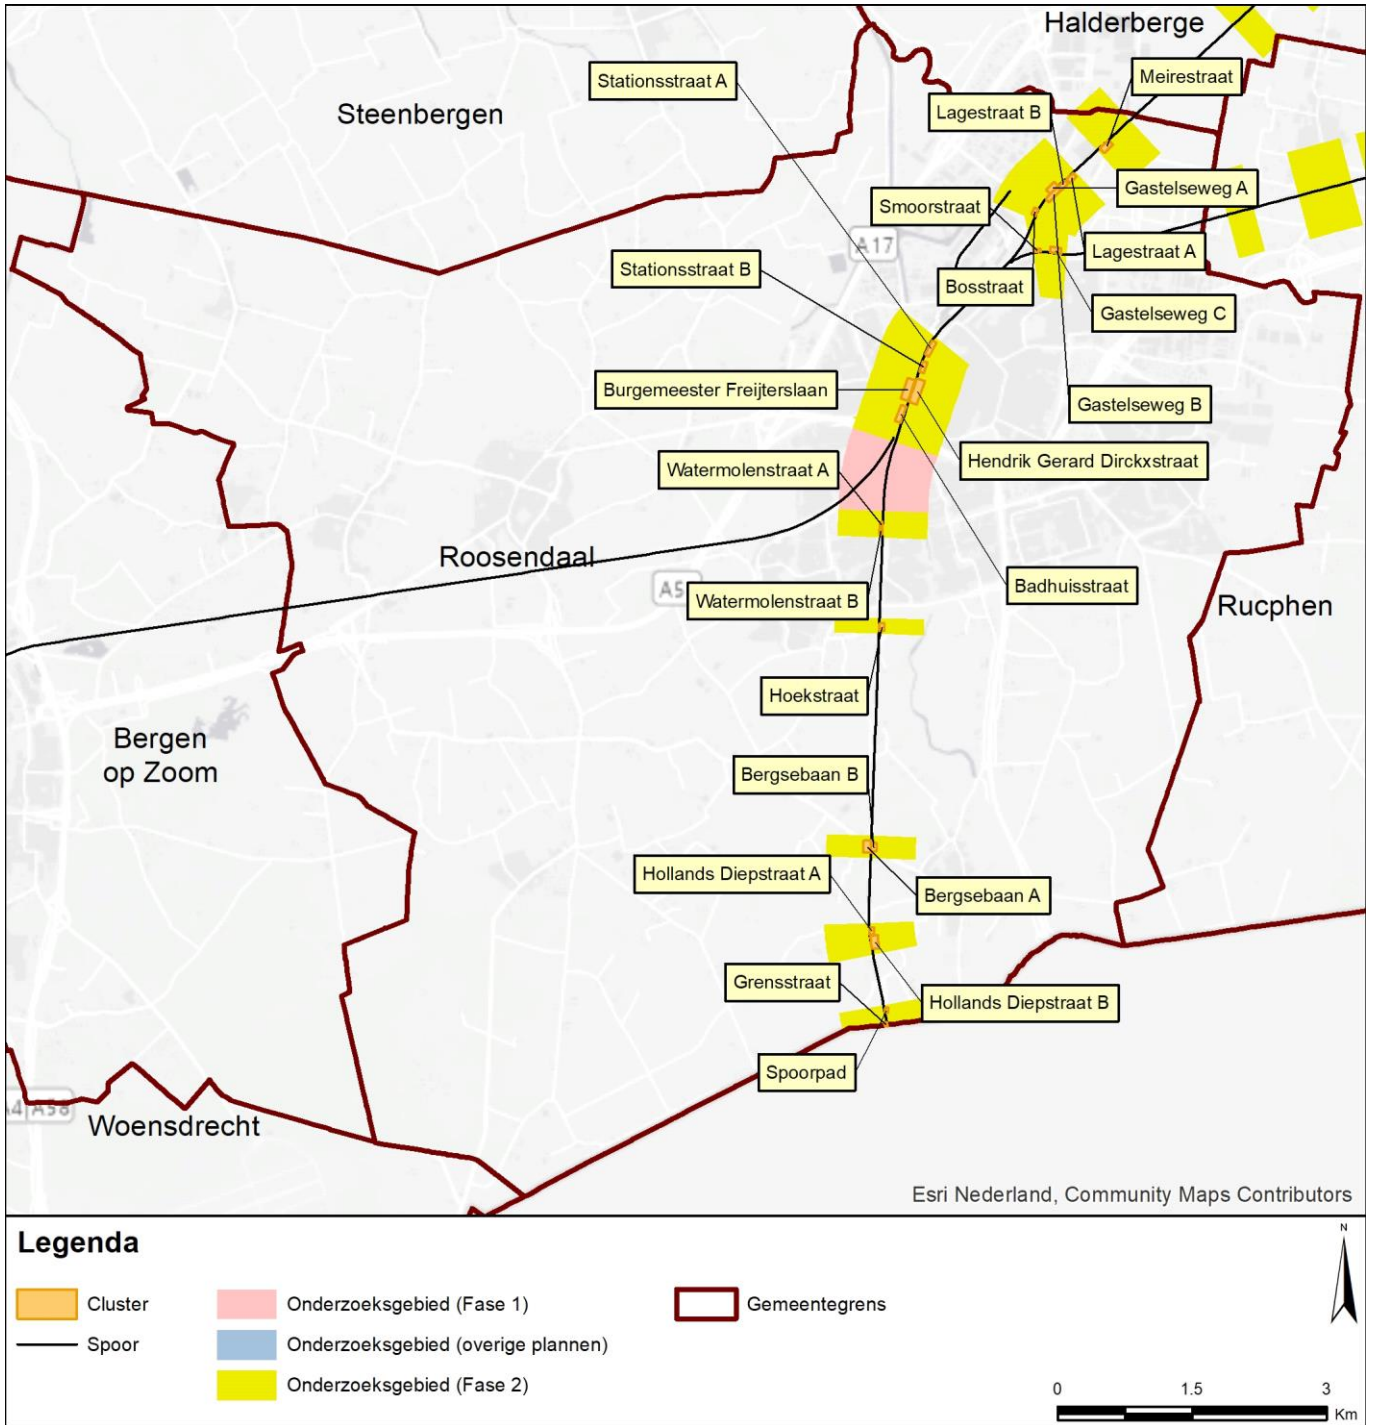 Halderberge
Stationsstraat A
Meirestraat
Steenbergen
Lagestraat B
Gastelseweg A
Smoorstraat
A17
Lagestraat A
Stationsstraat B
Bosstraat
Gastelseweg C
Burgemeester Freijterslaan
Gastelseweg B
Hendrik Gerard Dirckxstraat
Watermolenstraat A
Roosendaal
A5
Badhuisstraat
Watermolenstraat B
Rucphen
Hoekstraat
Bergen
op Zoom
Bergsebaan B
Hollands Diepstraat A
Bergsebaan A
Grensstraat
Hollands Diepstraat B
Spoorpad
A58
Woensdrecht
Esri Nederland, Community Maps Contributors
Legenda
N
Cluster
Onderzoeksgebied (Fase 1)
Gemeentegrens
Spoor
Onderzoeksgebied (overige plannen)
Onderzoeksgebied (Fase 2)
0 1.5 3
Km